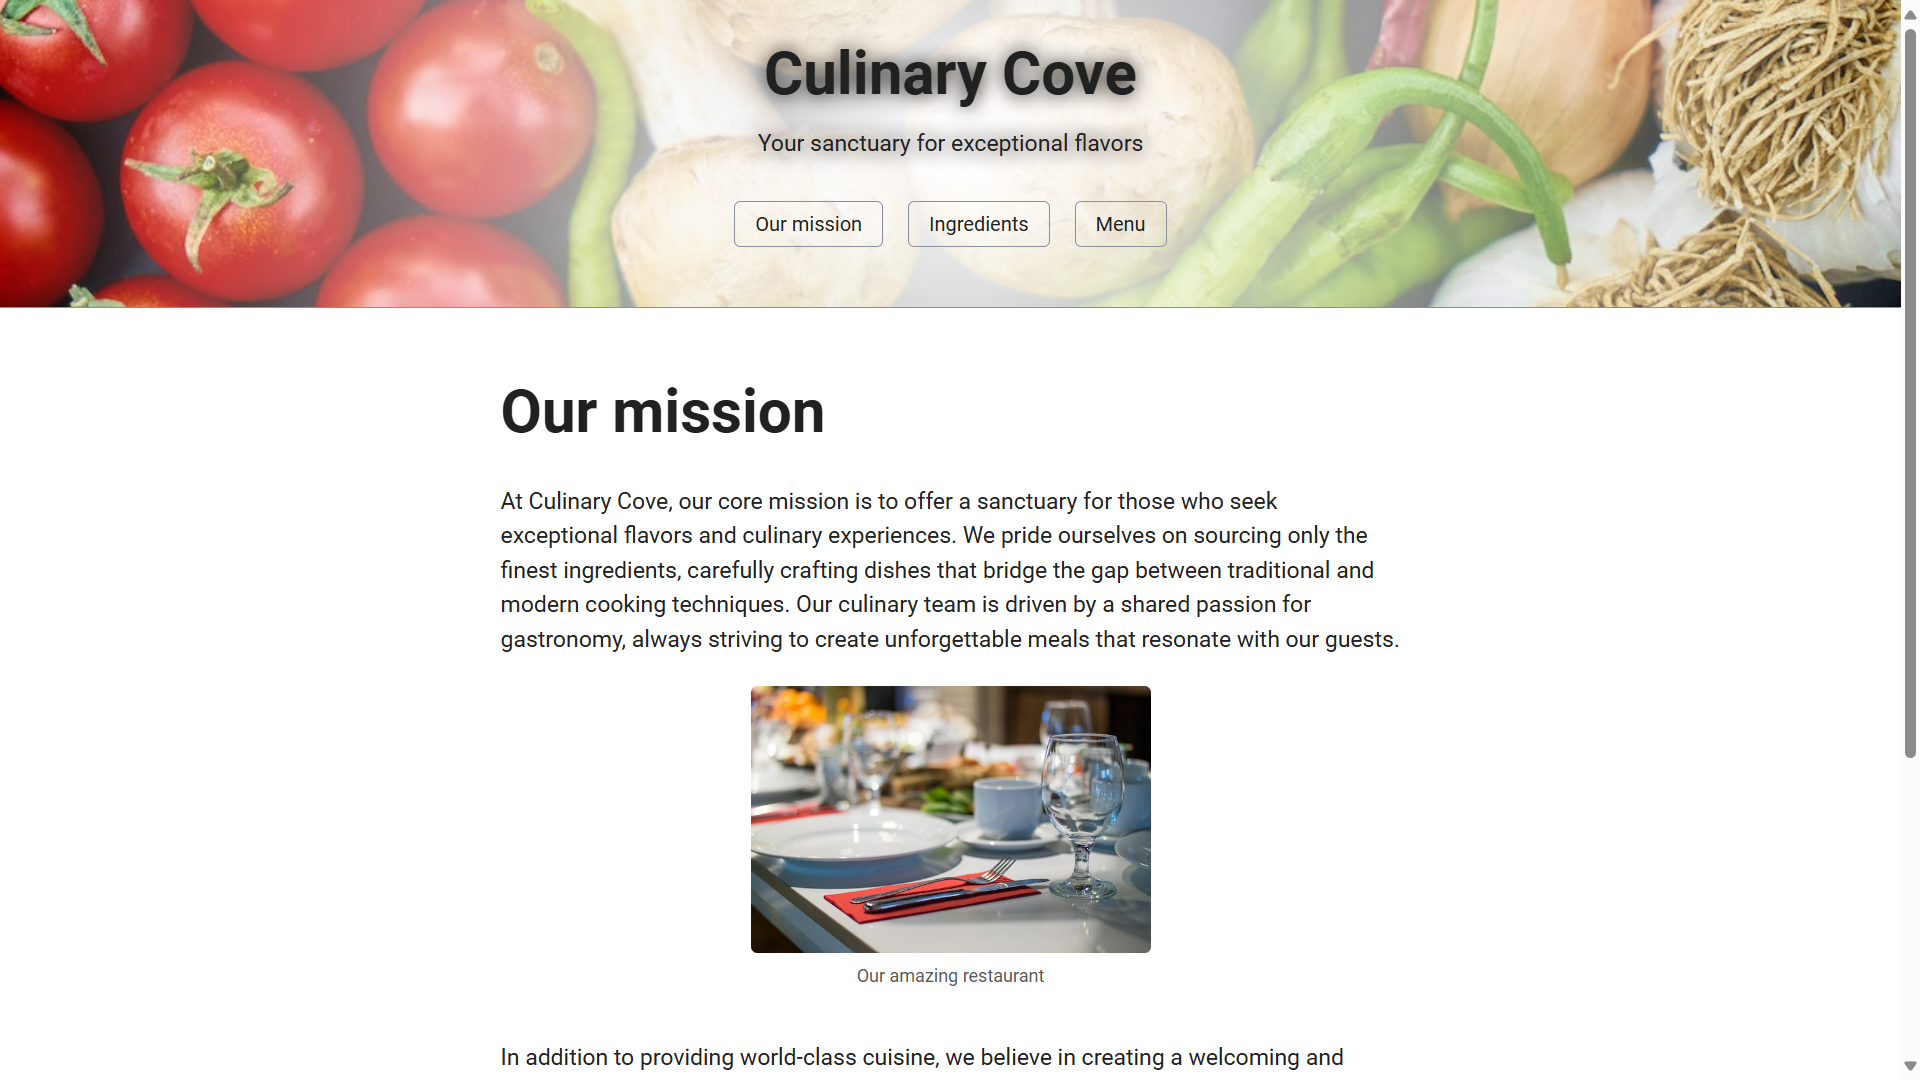 Culinary Cove
Your sanctuary for exceptional flavors
Our mission
Ingredients
Menu
Our mission
At Culinary Cove, our core mission is to offer a sanctuary for those who seek
exceptional flavors and culinary experiences. We pride ourselves on sourcing only the
finest ingredients, carefully crafting dishes that bridge the gap between traditional and
modern cooking techniques. Our culinary team is driven by a shared passion for
gastronomy, always striving to create unforgettable meals that resonate with our guests.
Our amazing restaurant
In addition to providing world-class cuisine, we believe in creating a welcoming and